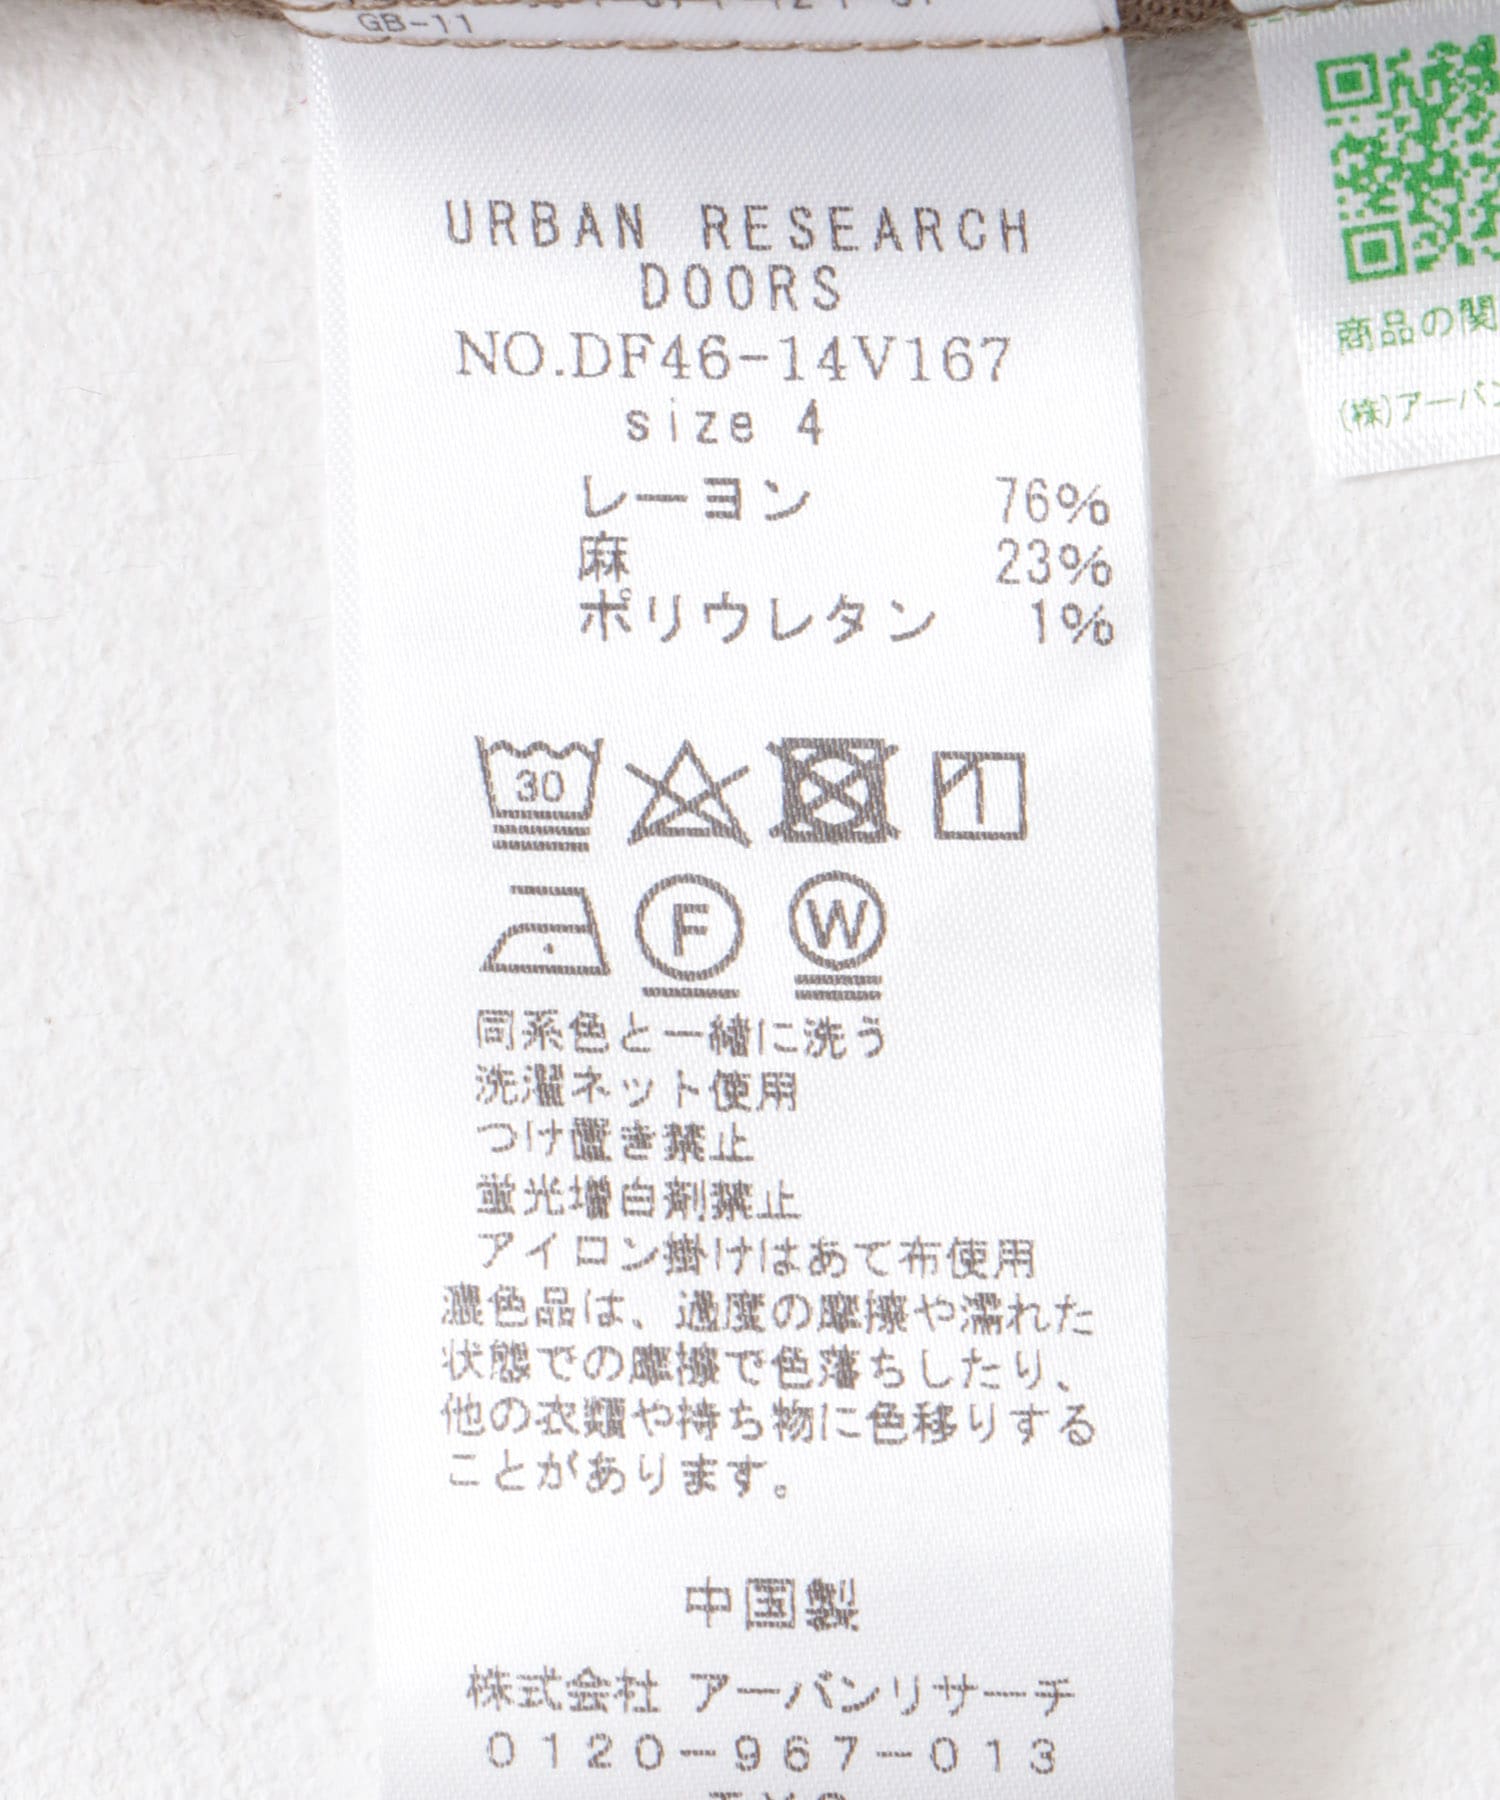 GB-11
URBAN RESEARCH
DOORS
NO.DF46-14V167
size 4
レーヨン 76%
麻 23%
ポリウレタン 1%
30
F W
同系色と一緒に洗う
洗濯ネット使用
つけ置き禁止
蛍光増白剤禁止
アイロン掛けはあて布使用
濃色品は、過度の摩擦や濡れた
状態での摩擦で色落ちしたり、
他の衣類や持ち物に色移りする
ことがあります。
中国製
株式会社 アーバンリサーチ
0120-967-013
商品の関
(株)アーバン